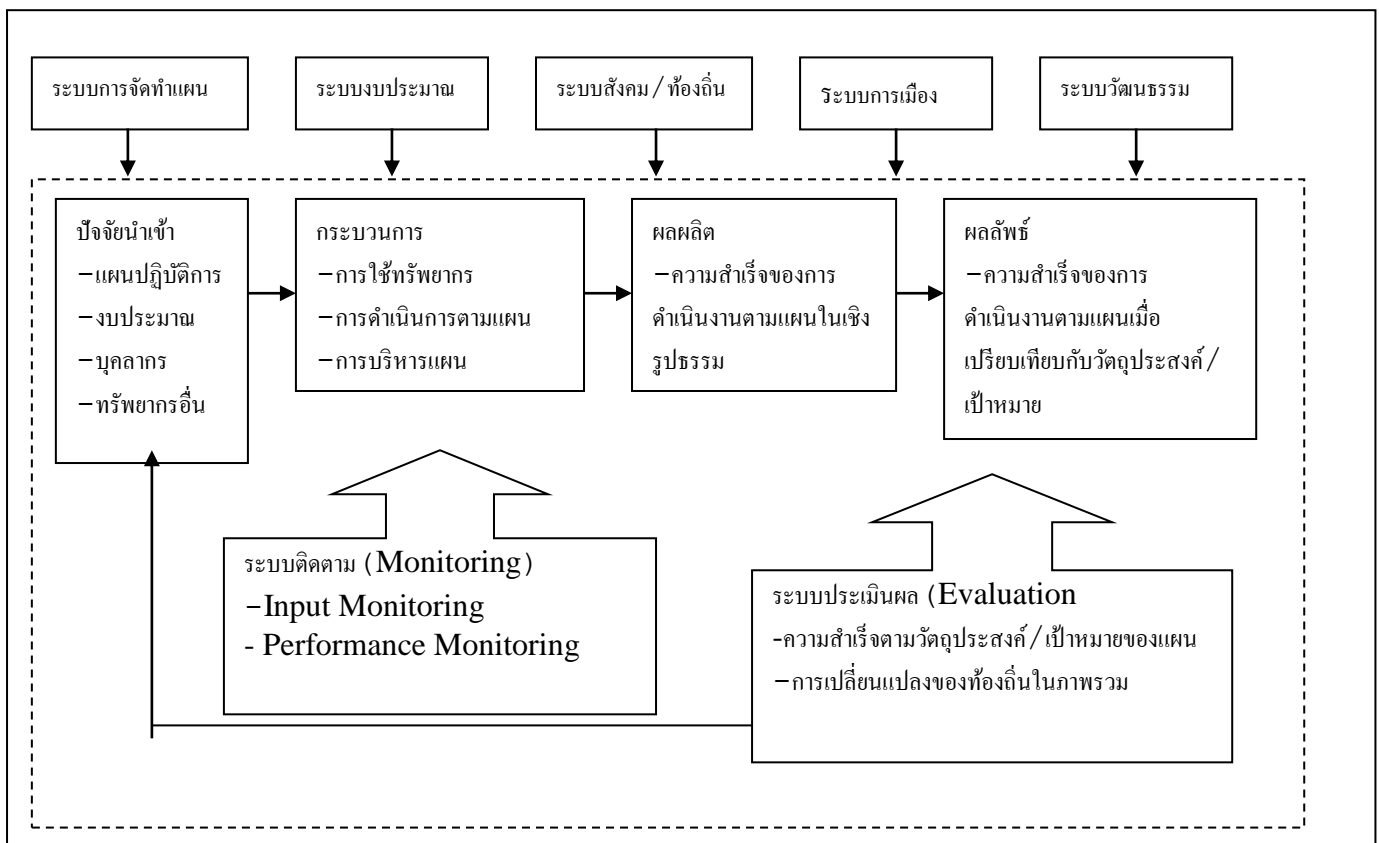 ระบบการจัดทำแผน
ระบบงบประมาณ
ระบบสังคม/ท้องถิ่น
ระบบการเมือง
ระบบวัฒนธรรม
ปัจจัยนำเข้า
–แผนปฏิบัติการ
–งบประมาณ
–บุคลากร
–ทรัพยากรอื่น
กระบวนการ
–การใช้ทรัพยากร
–การดำเนินการตามแผน
–การบริหารแผน
ผลผลิต
–ความสำเร็จของการ
ดำเนินงานตามแผนในเชิง
รูปธรรม
ผลลัพธ์
–ความสำเร็จของการ
ดำเนินงานตามแผนเมื่อ
เปรียบเทียบกับวัตถุประสงค์/
เป้าหมาย
ระบบติดตาม (Monitoring)
–Input Monitoring
- Performance Monitoring
ระบบประเมินผล (Evaluation
-ความสำเร็จตามวัตถุประสงค์/เป้าหมายของแผน
–การเปลี่ยนแปลงของท้องถิ่นในภาพรวม